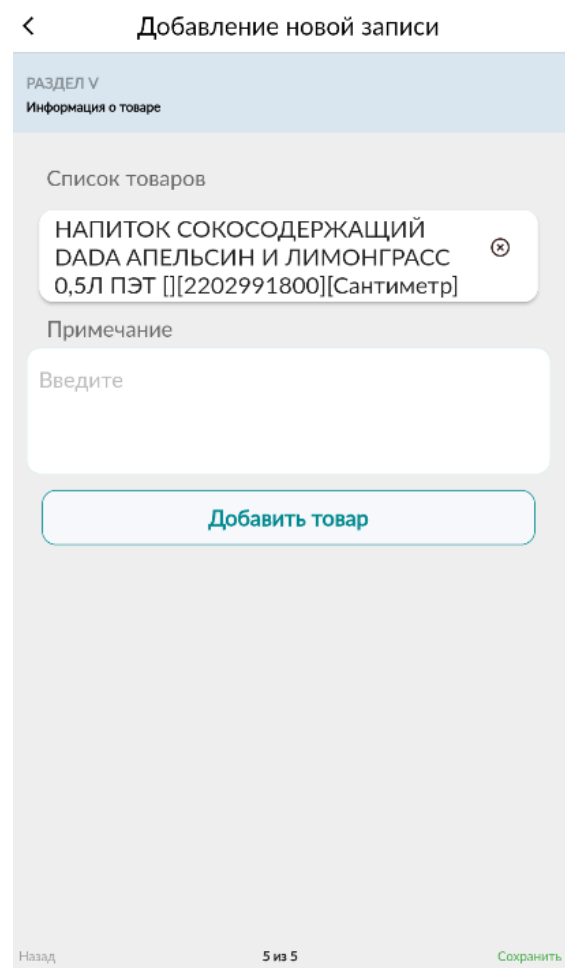 Добавление новой записи
РАЗДЕЛ V
Информация о товаре
Список товаров
НАПИТОК СОКОСОДЕРЖАЩИЙ
DADA АПЕЛЬСИН И ЛИМОНГРАСС
0,5Л ПЭТ [][2202991800][Сантиметр]
Примечание
Введите
Добавить товар
Назад 5 из 5 Сохранить